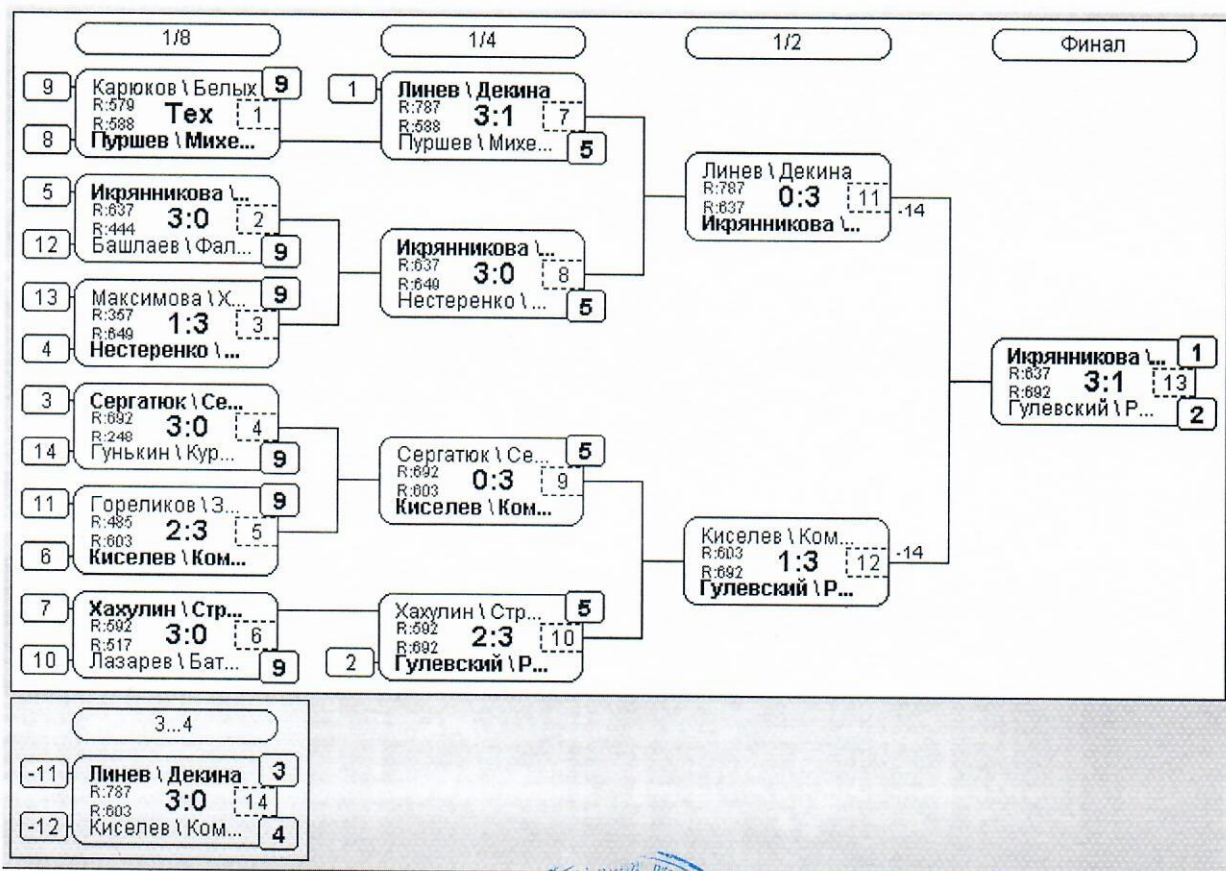 1/8
1/4
1/2
Финал
9 Карюков \ Белых 9
R:579
R:588
Тех 1
8 Пуршев \ Михе...
5 Икрянникова \...
R:637
R:444
3:0 2
12 Башлаев \ Фал... 9
13 Максимова \ Х... 9
R:357
R:649
1:3 3
4 Нестеренко \ ...
3 Сергатюк \ Се...
R:692
R:248
3:0 4
14 Гунькин \ Кур... 9
11 Гореликов \ З... 9
R:485
R:603
2:3 5
6 Киселев \ Ком...
7 Хахулин \ Стр...
R:592
R:517
3:0 6
10 Лазарев \ Бат... 9
1 Линев \ Декина
R:787
R:588
3:1 7
Пуршев \ Михе... 5
Икрянникова \...
R:637
R:649
3:0 8
Нестеренко \ ... 5
Сергатюк \ Се... 5
R:692
R:603
0:3 9
Киселев \ Ком...
Хахулин \ Стр... 5
R:592
R:692
2:3 10
2 Гулевский \ Р...
Линев \ Декина
R:787
R:637
0:3 11 -14
Икрянникова \...
Киселев \ Ком...
R:603
R:692
1:3 12 -14
Гулевский \ Р...
Икрянникова \... 1
R:637
R:692
3:1 13
Гулевский \ Р... 2
3...4
-11 Линев \ Декина 3
R:787
R:603
3:0 14
-12 Киселев \ Ком... 4